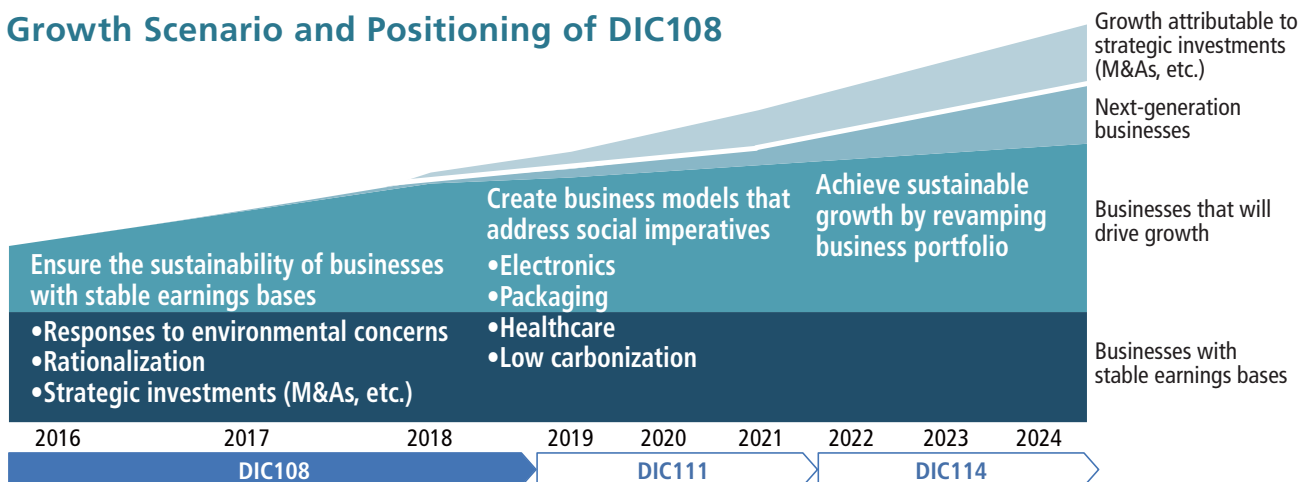 Growth Scenario and Positioning of DIC108
Growth attributable to
strategic investments
(M&As, etc.)
Next-generation
businesses
Businesses that will
drive growth
Businesses with
stable earnings bases
Ensure the sustainability of businesses
with stable earnings bases
•Responses to environmental concerns
•Rationalization
•Strategic investments (M&As, etc.)
Create business models that
address social imperatives
•Electronics
•Packaging
•Healthcare
•Low carbonization
Achieve sustainable
growth by revamping
business portfolio
2016 2017 2018 2019 2020 2021 2022 2023 2024
DIC108 DIC111 DIC114